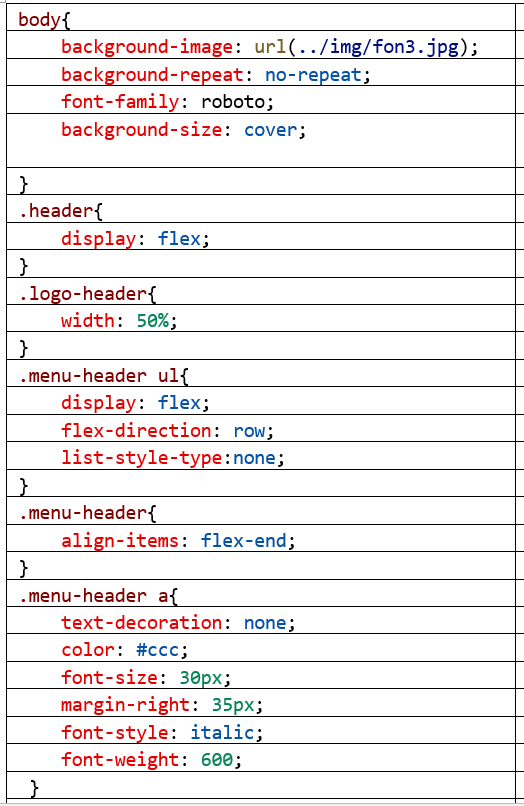 body{
    background-image: url(../img/fon3.jpg);
    background-repeat: no-repeat;
    font-family: roboto;
    background-size: cover;
}
.header{
    display: flex;
}
.logo-header{
    width: 50%;
}
.menu-header ul{
    display: flex;
    flex-direction: row;
    list-style-type:none;
}
.menu-header{
    align-items: flex-end;
}
.menu-header a{
    text-decoration: none;
    color: #ccc;
    font-size: 30px;
    margin-right: 35px;
    font-style: italic;
    font-weight: 600;
 }